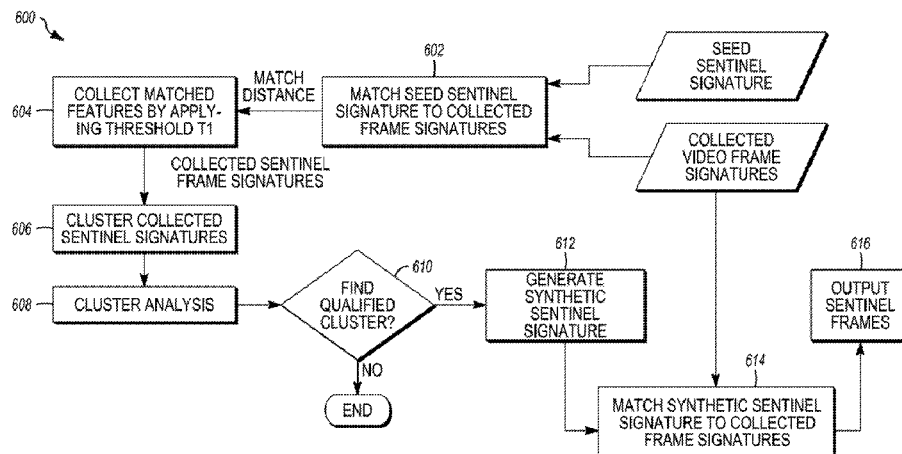 600
602
SEED
SENTINEL
SIGNATURE
604
COLLECT MATCHED
FEATURES BY APPLY-
ING THRESHOLD T1
MATCH
DISTANCE
MATCH SEED SENTINEL
SIGNATURE TO COLLECTED
FRAME SIGNATURES
COLLECTED
VIDEO FRAME
SIGNATURES
COLLECTED SENTINEL
FRAME SIGNATURES
606
CLUSTER COLLECTED
SENTINEL SIGNATURES
608
CLUSTER ANALYSIS
610
FIND
QUALIFIED
CLUSTER?
YES
NO
END
612
GENERATE
SYNTHETIC
SENTINEL
SIGNATURE
616
OUTPUT
SENTINEL
FRAMES
614
MATCH SYNTHETIC SENTINEL
SIGNATURE TO COLLECTED
FRAME SIGNATURES